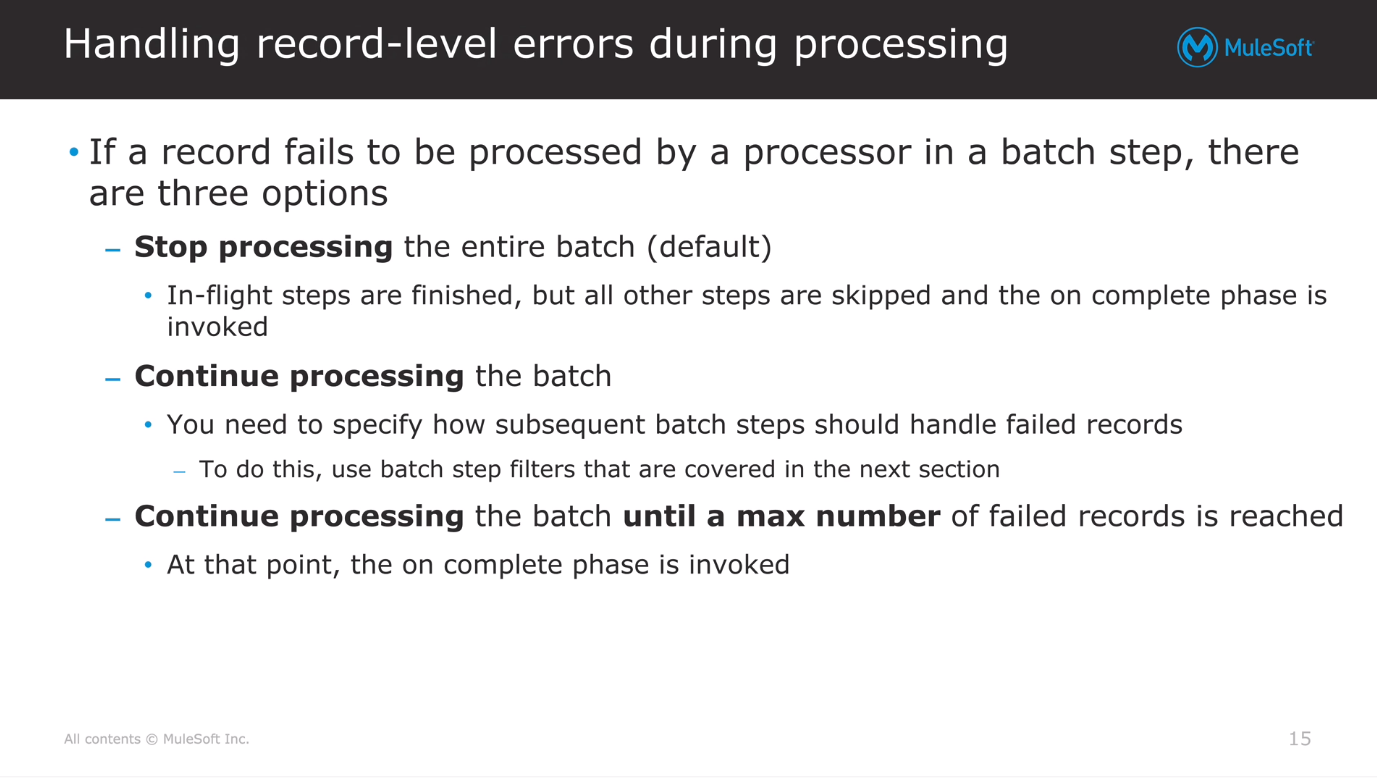 Handling record-level errors during processing
MuleSoft
• If a record fails to be processed by a processor in a batch step, there
are three options
– Stop processing the entire batch (default)
• In-flight steps are finished, but all other steps are skipped and the on complete phase is
invoked
– Continue processing the batch
• You need to specify how subsequent batch steps should handle failed records
– To do this, use batch step filters that are covered in the next section
– Continue processing the batch until a max number of failed records is reached
• At that point, the on complete phase is invoked
All contents © MuleSoft Inc.
15